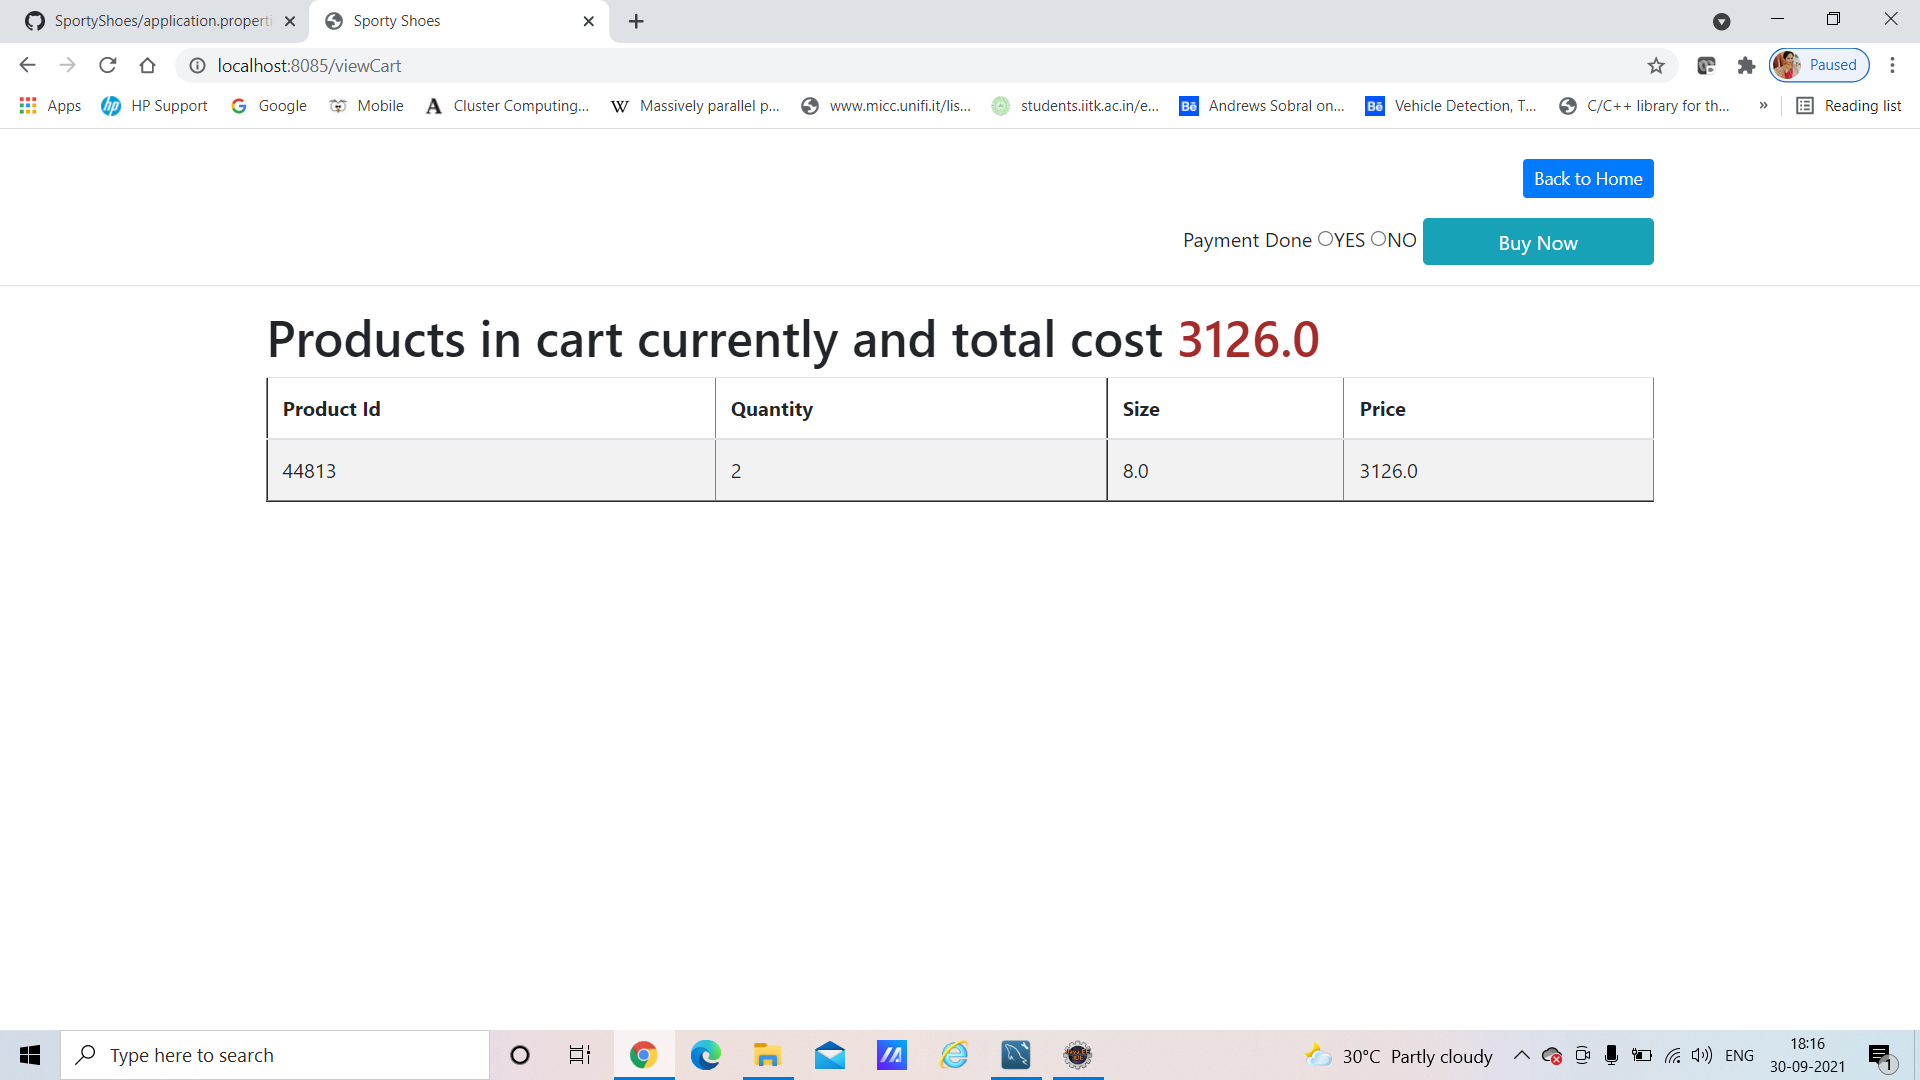 SportyShoes/application.properti
Sporty Shoes
localhost:8085/viewCart
Paused
Apps
HP Support
Google
Mobile
Cluster Computing...
Massively parallel p...
www.micc.unifi.it/lis...
students.iitk.ac.in/e...
Andrews Sobral on...
Vehicle Detection, T...
C/C++ library for th...
»
Reading list
Back to Home
Payment Done YES NO Buy Now
Products in cart currently and total cost 3126.0
Product Id Quantity Size Price
44813 2 8.0 3126.0
Type here to search
30°C Partly cloudy
ENG
18:16
30-09-2021
1